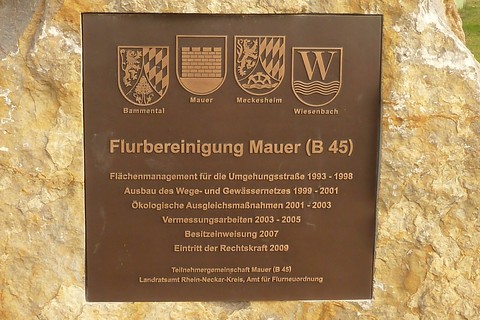 W
Bammental
Mauer
Meckesheim
Wiesenbach
Flurbereinigung Mauer (B 45)
Flächenmanagement für die Umgehungsstraße 1993 - 1998
Ausbau des Wege- und Gewässernetzes 1999 - 2001
Ökologische Ausgleichsmaßnahmen 2001 - 2003
Vermessungsarbeiten 2003 - 2005
Besitzeinweisung 2007
Eintritt der Rechtskraft 2009
Teilnehmergemeinschaft Mauer (B 45)
Landratsamt Rhein-Neckar-Kreis, Amt für Flurneuordnung